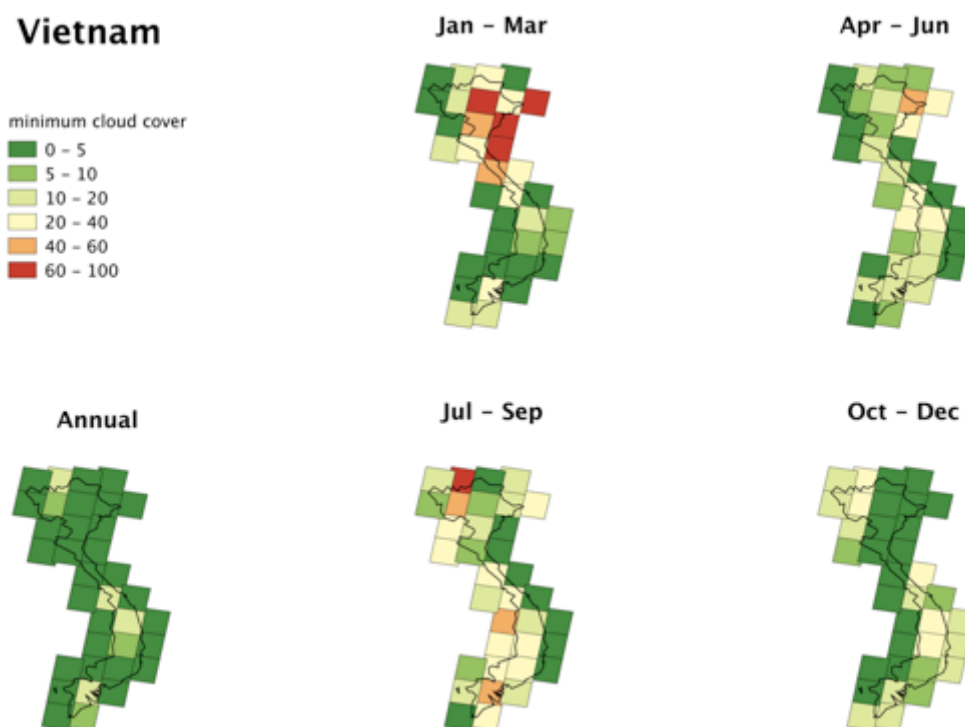 Vietnam
Jan – Mar
Apr – Jun
minimum cloud cover
0 – 5
5 – 10
10 – 20
20 – 40
40 – 60
60 – 100
Annual
Jul – Sep
Oct – Dec